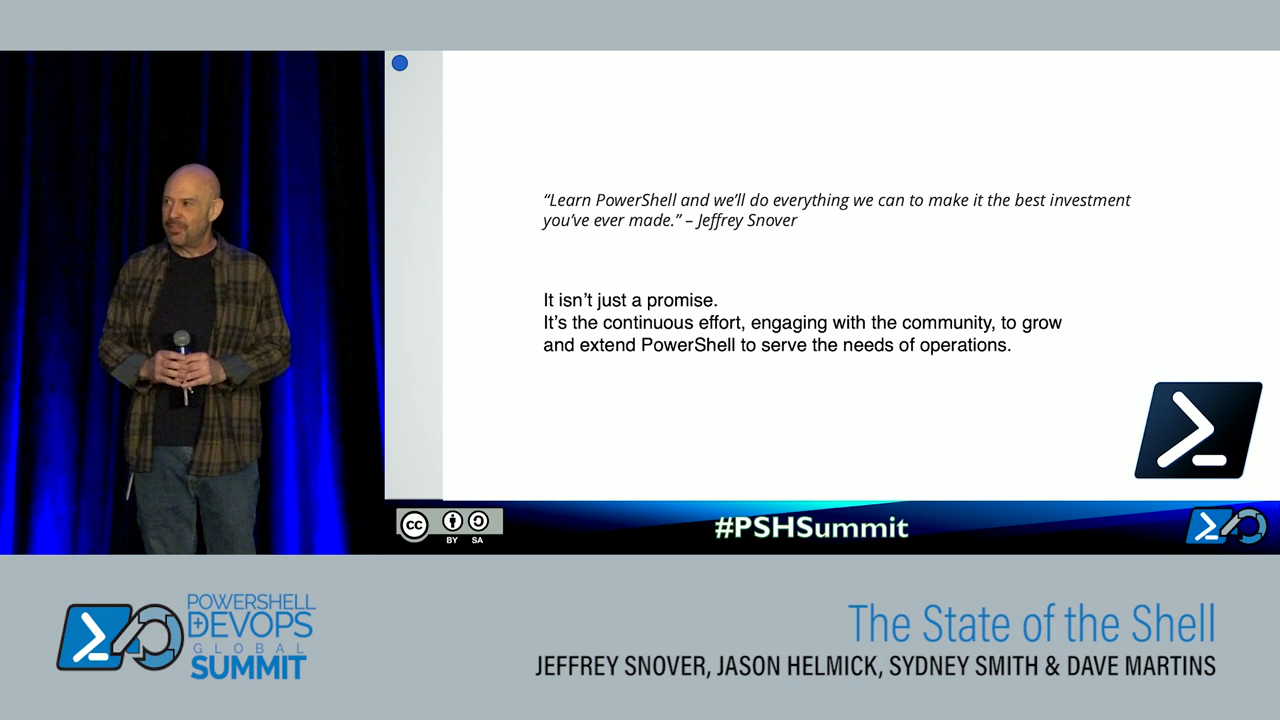 “Learn PowerShell and we’ll do everything we can to make it the best investment
you’ve ever made.” – Jeffrey Snover
It isn’t just a promise.
It’s the continuous effort, engaging with the community, to grow
and extend PowerShell to serve the needs of operations.
cc
BY SA
#PSHSummit
POWERSHELL
+DEVOPS
GLOBAL
SUMMIT
The State of the Shell
JEFFREY SNOVER, JASON HELMICK, SYDNEY SMITH & DAVE MARTINS